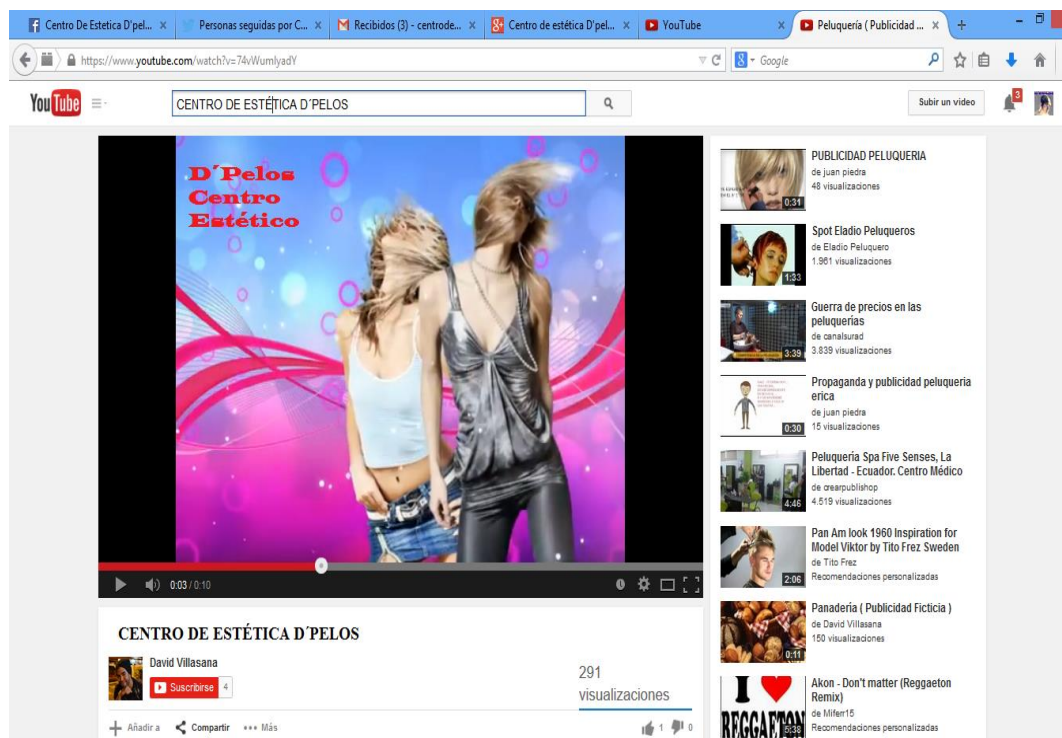 Centro De Estetica D'pel...
Personas seguidas por C...
Recibidos (3) - centrode...
Centro de estética D'pel...
YouTube
Peluquería ( Publicidad ...
https://www.youtube.com/watch?v=74vWumlyadY
Google
YouTube
CENTRO DE ESTÉTICA D´PELOS
Subir un vídeo
3
D´Pelos
Centro
Estético
0:03 / 0:10
CENTRO DE ESTÉTICA D´PELOS
David Villasana
Suscribirse 4
291
visualizaciones
Añadir a
Compartir
Más
1
0
PUBLICIDAD PELUQUERIA
de juan piedra
48 visualizaciones
0:31
Spot Eladio Peluqueros
de Eladio Peluquero
1.961 visualizaciones
1:33
Guerra de precios en las
peluquerías
de canalsurad
3.839 visualizaciones
3:39
Propaganda y publicidad peluqueria
erica
de juan piedra
15 visualizaciones
0:30
Peluquería Spa Five Senses, La
Libertad - Ecuador. Centro Médico
de crearpublishop
4.519 visualizaciones
4:46
Pan Am look 1960 Inspiration for
Model Viktor by Tito Frez Sweden
de Tito Frez
Recomendaciones personalizadas
2:06
Panadería ( Publicidad Ficticia )
de David Villasana
150 visualizaciones
0:11
Akon - Don't matter (Reggaeton
Remix)
de Miferr15
Recomendaciones personalizadas
I
REGGAETON
5:38